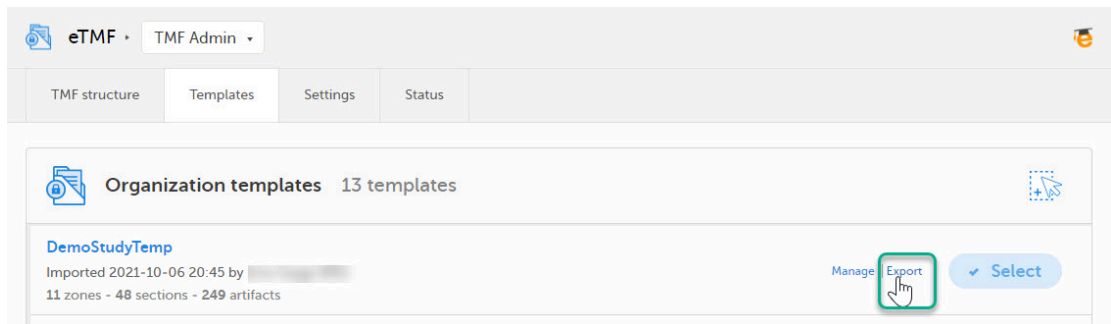 eTMF TMF Admin
TMF structure Templates Settings Status
Organization templates 13 templates
DemoStudyTemp
Imported 2021-10-06 20:45 by
Manage Export Select
11 zones - 48 sections - 249 artifacts